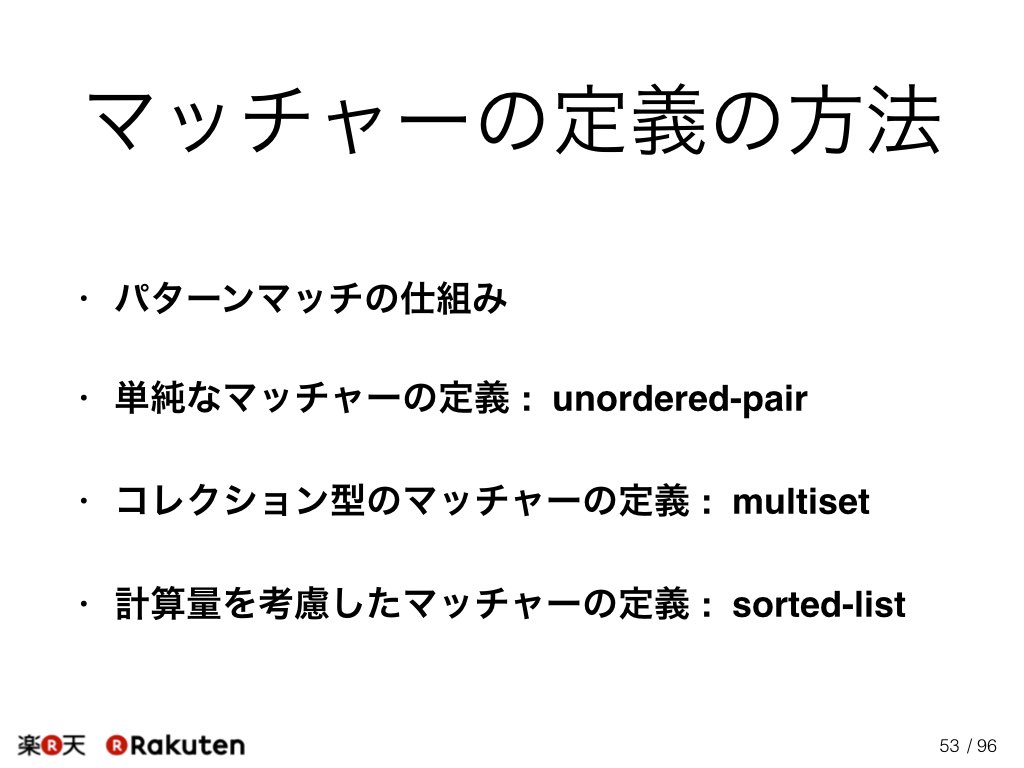 マッチャーの定義の方法
・ パターンマッチの仕組み
・ 単純なマッチャーの定義： unordered-pair
・ コレクション型のマッチャーの定義： multiset
・ 計算量を考慮したマッチャーの定義： sorted-list
楽R天 R Rakuten 53 / 96